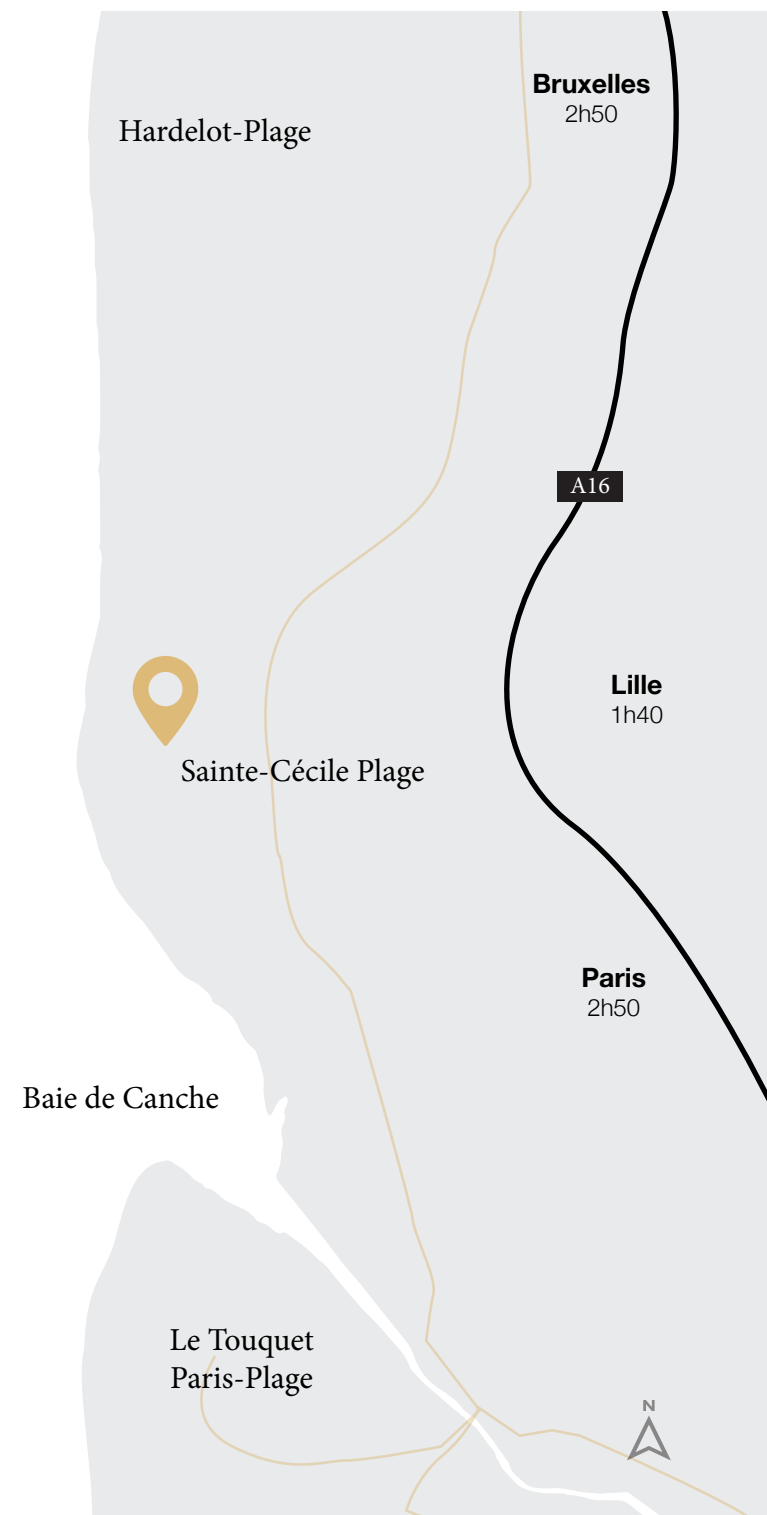 Bruxelles
2h50
Hardelot-Plage
A16
Lille
1h40
Sainte-Cécile Plage
Paris
2h50
Baie de Canche
Le Touquet
Paris-Plage
N